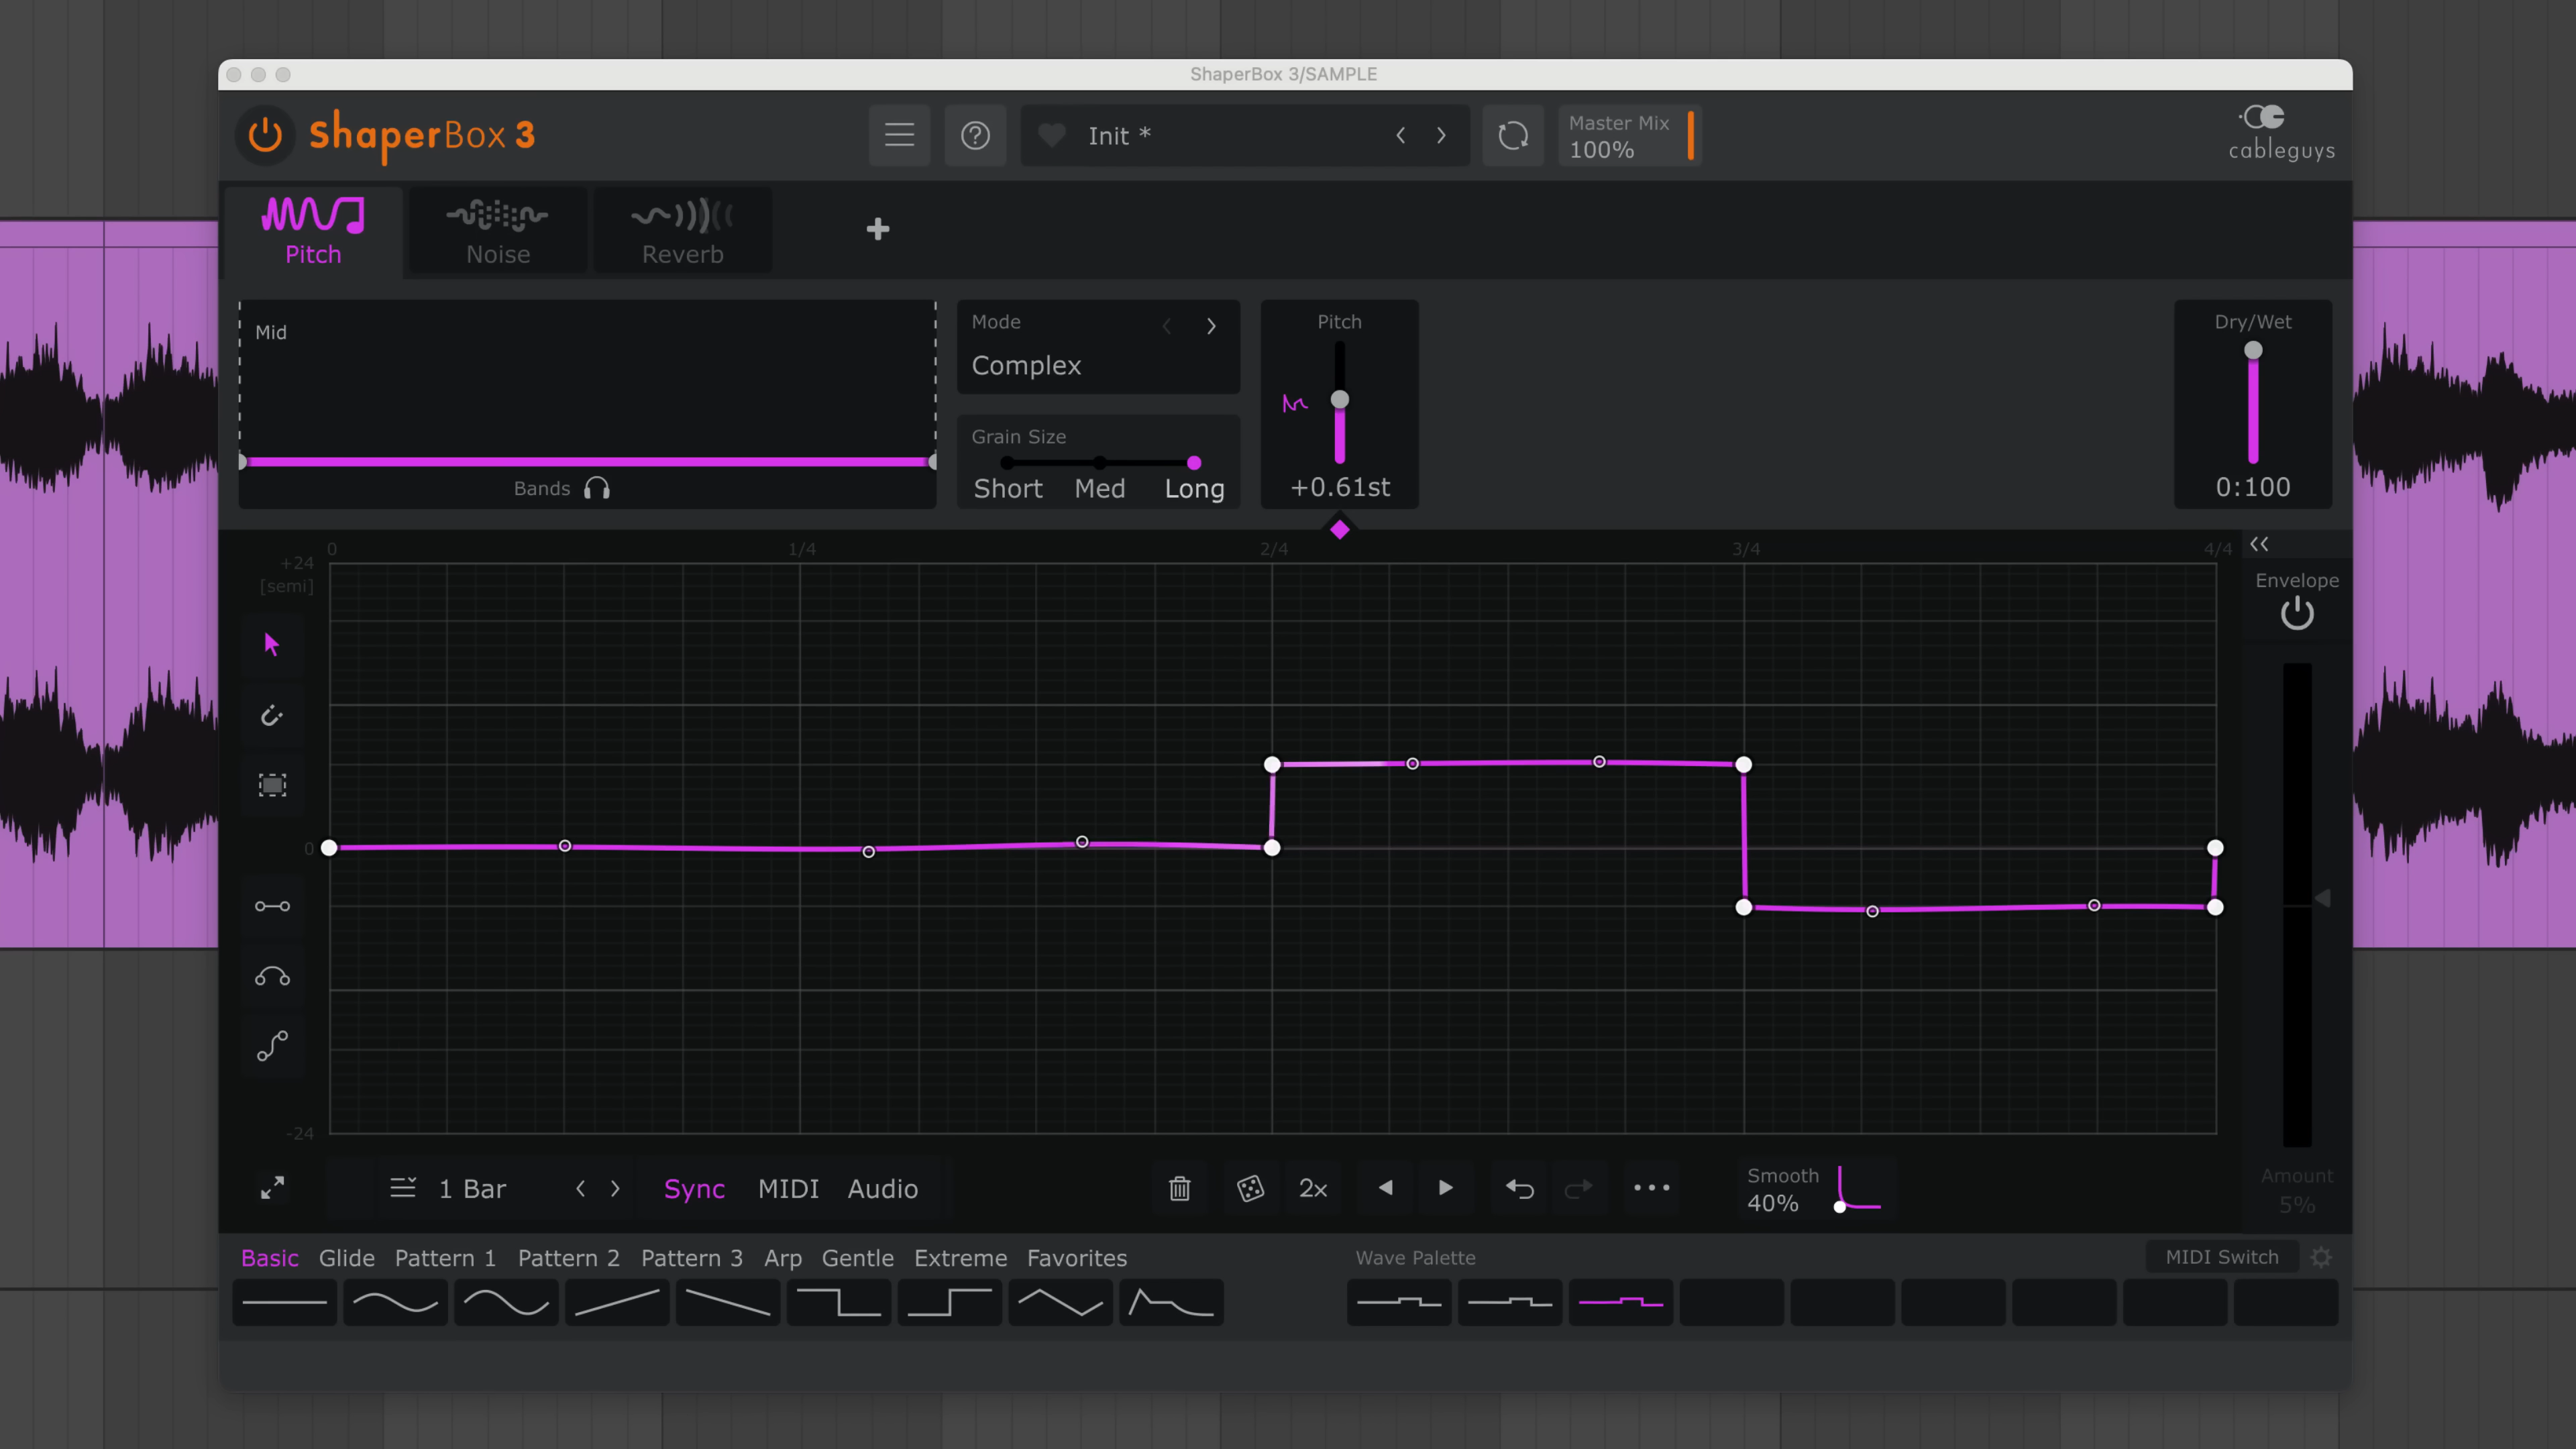 ShaperBox 3/SAMPLE
ShaperBox 3
Init *
Master Mix
100%
cableguys
Pitch
Noise
Reverb
Mid
Bands
Mode
Complex
Grain Size
Short Med Long
Pitch
+0.61st
Dry/Wet
0:100
0 1/4 2/4 3/4 4/4
+24
[semi]
0
-24
Envelope
Amount
5%
1 Bar
Sync MIDI Audio
2x
Smooth
40%
Basic Glide Pattern 1 Pattern 2 Pattern 3 Arp Gentle Extreme Favorites
Wave Palette
MIDI Switch